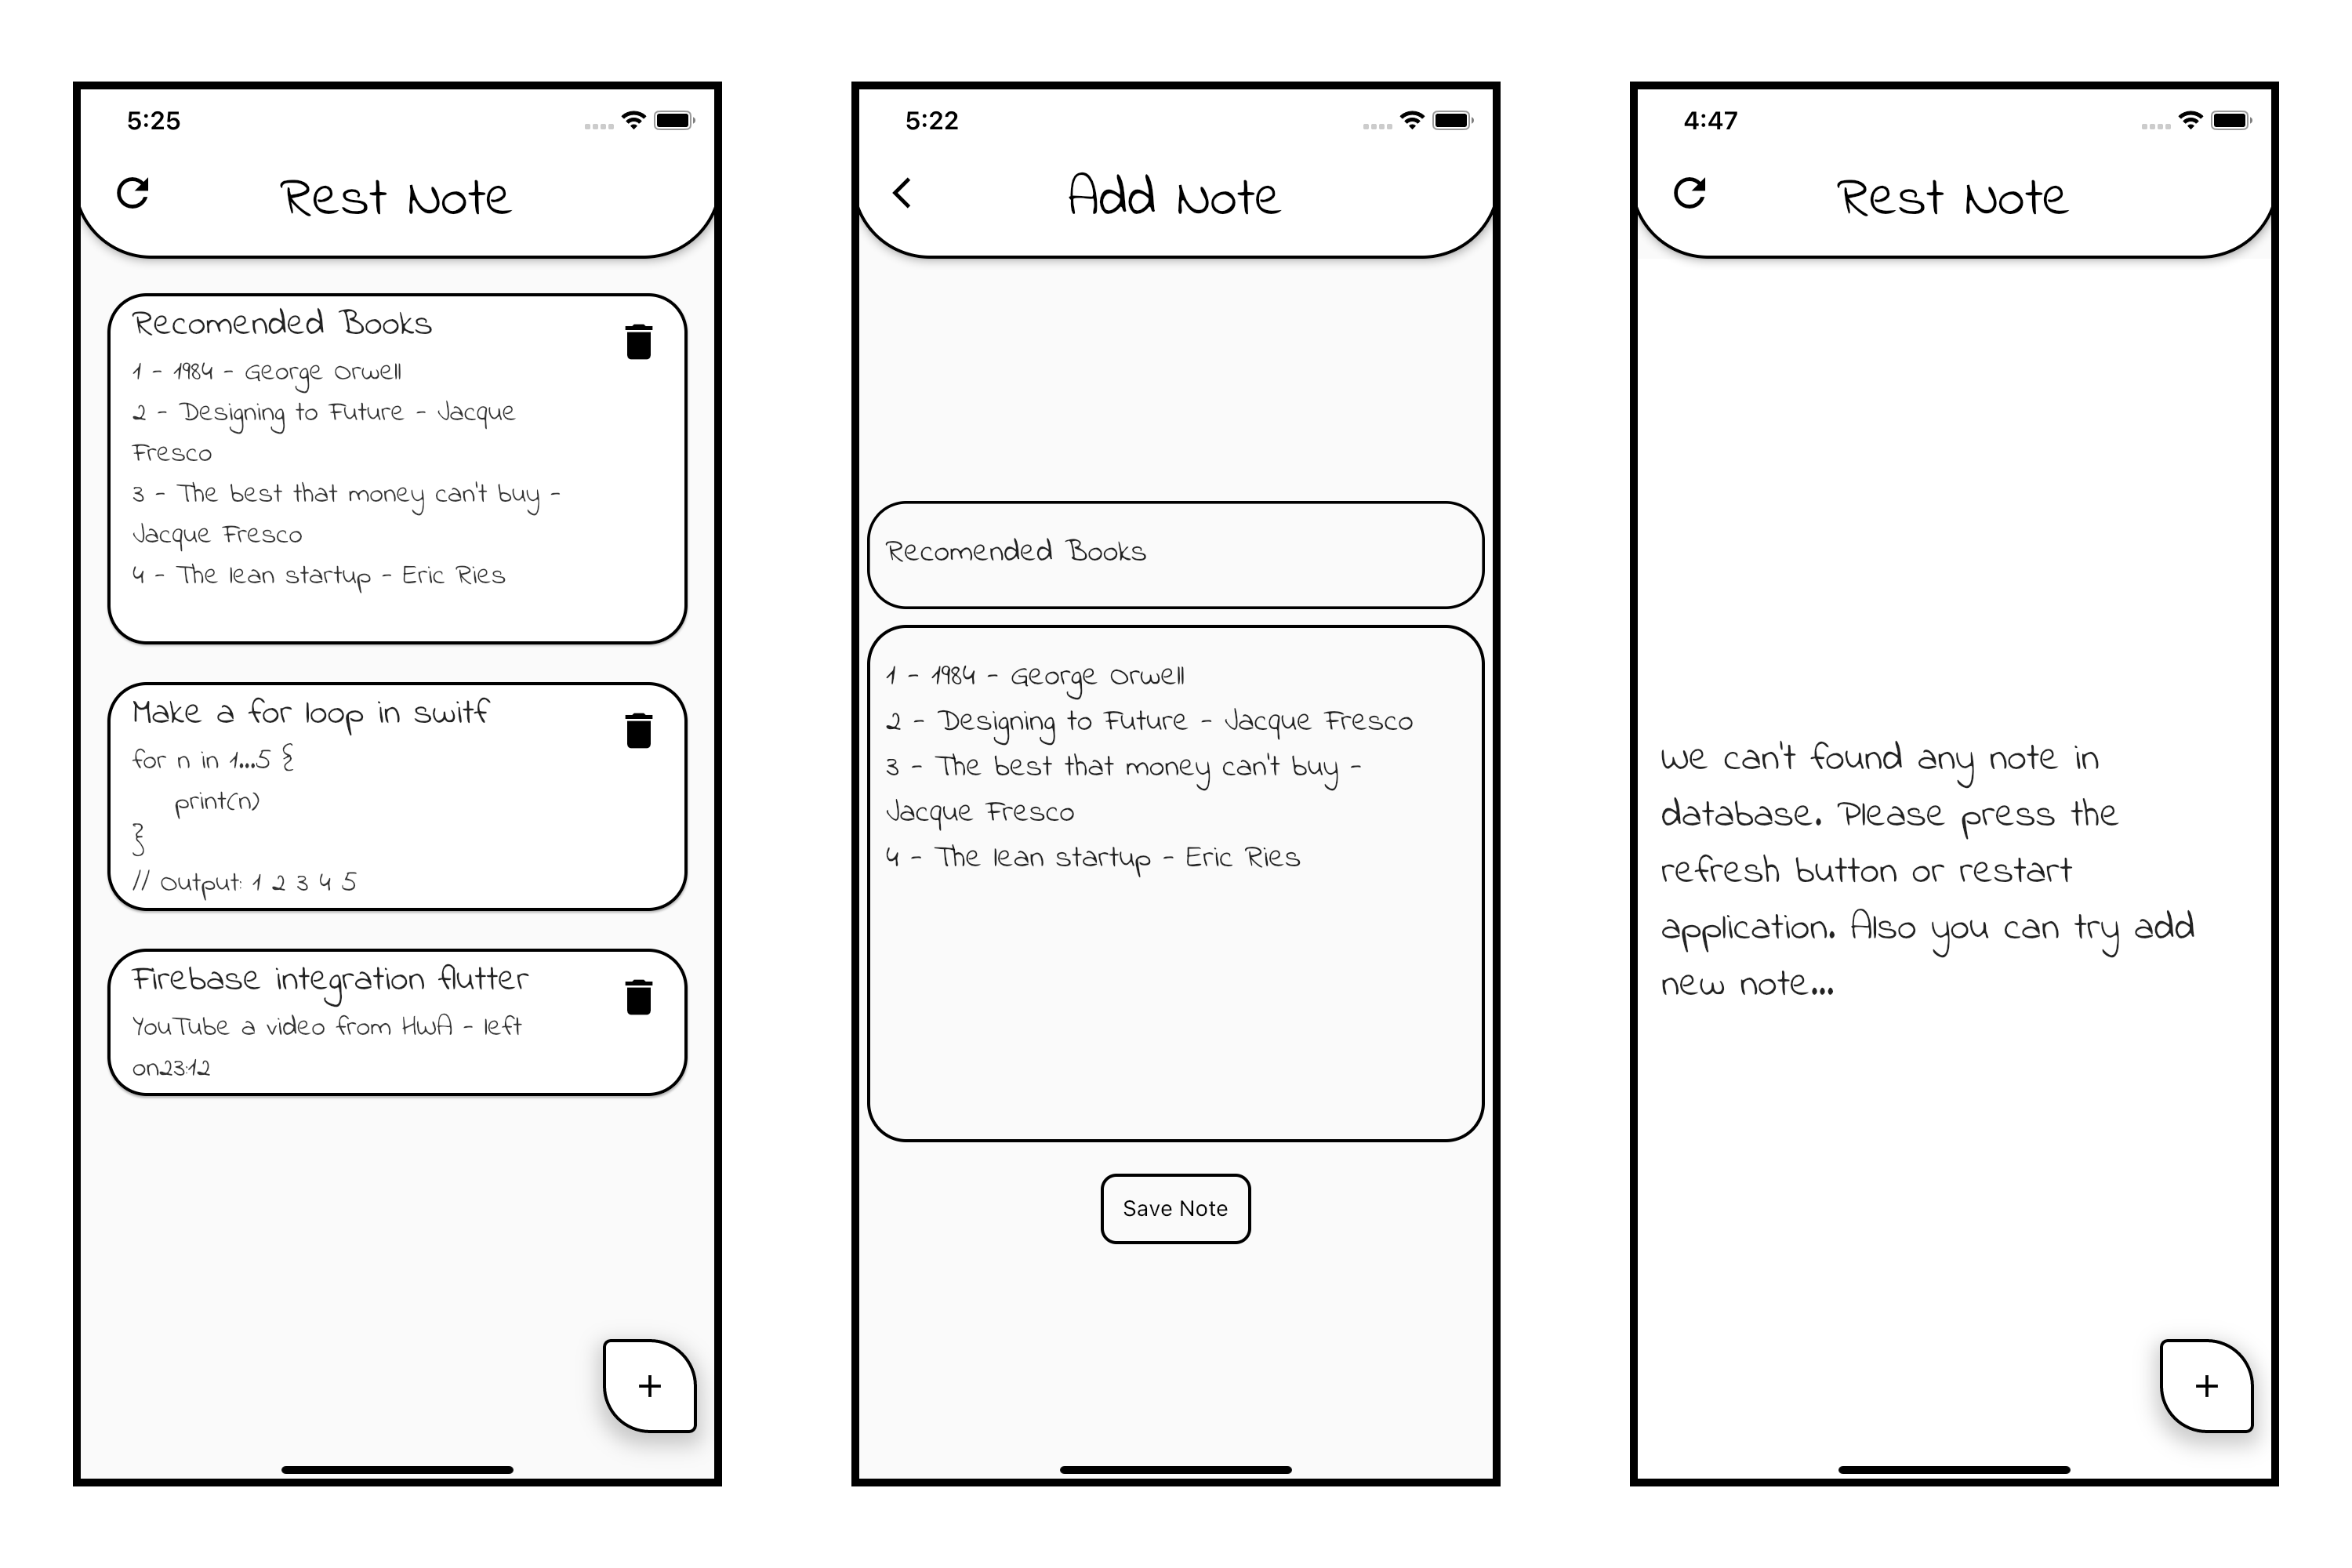 5:25
Rest Note
Recomended Books
1 - 1984 - George Orwell
2 - Designing to Future - Jacque
Fresco
3 - The best that money can't buy -
Jacque Fresco
4 - The lean startup - Eric Ries
Make a for loop in switf
for n in 1...5 {
print(n)
}
// Output: 1 2 3 4 5
Firebase integration flutter
YouTube a video from HWA - left
on23:12
+
5:22
Add Note
Recomended Books
1 - 1984 - George Orwell
2 - Designing to Future - Jacque Fresco
3 - The best that money can't buy -
Jacque Fresco
4 - The lean startup - Eric Ries
Save Note
4:47
Rest Note
We can't found any note in
database. Please press the
refresh button or restart
application. Also you can try add
new note...
+